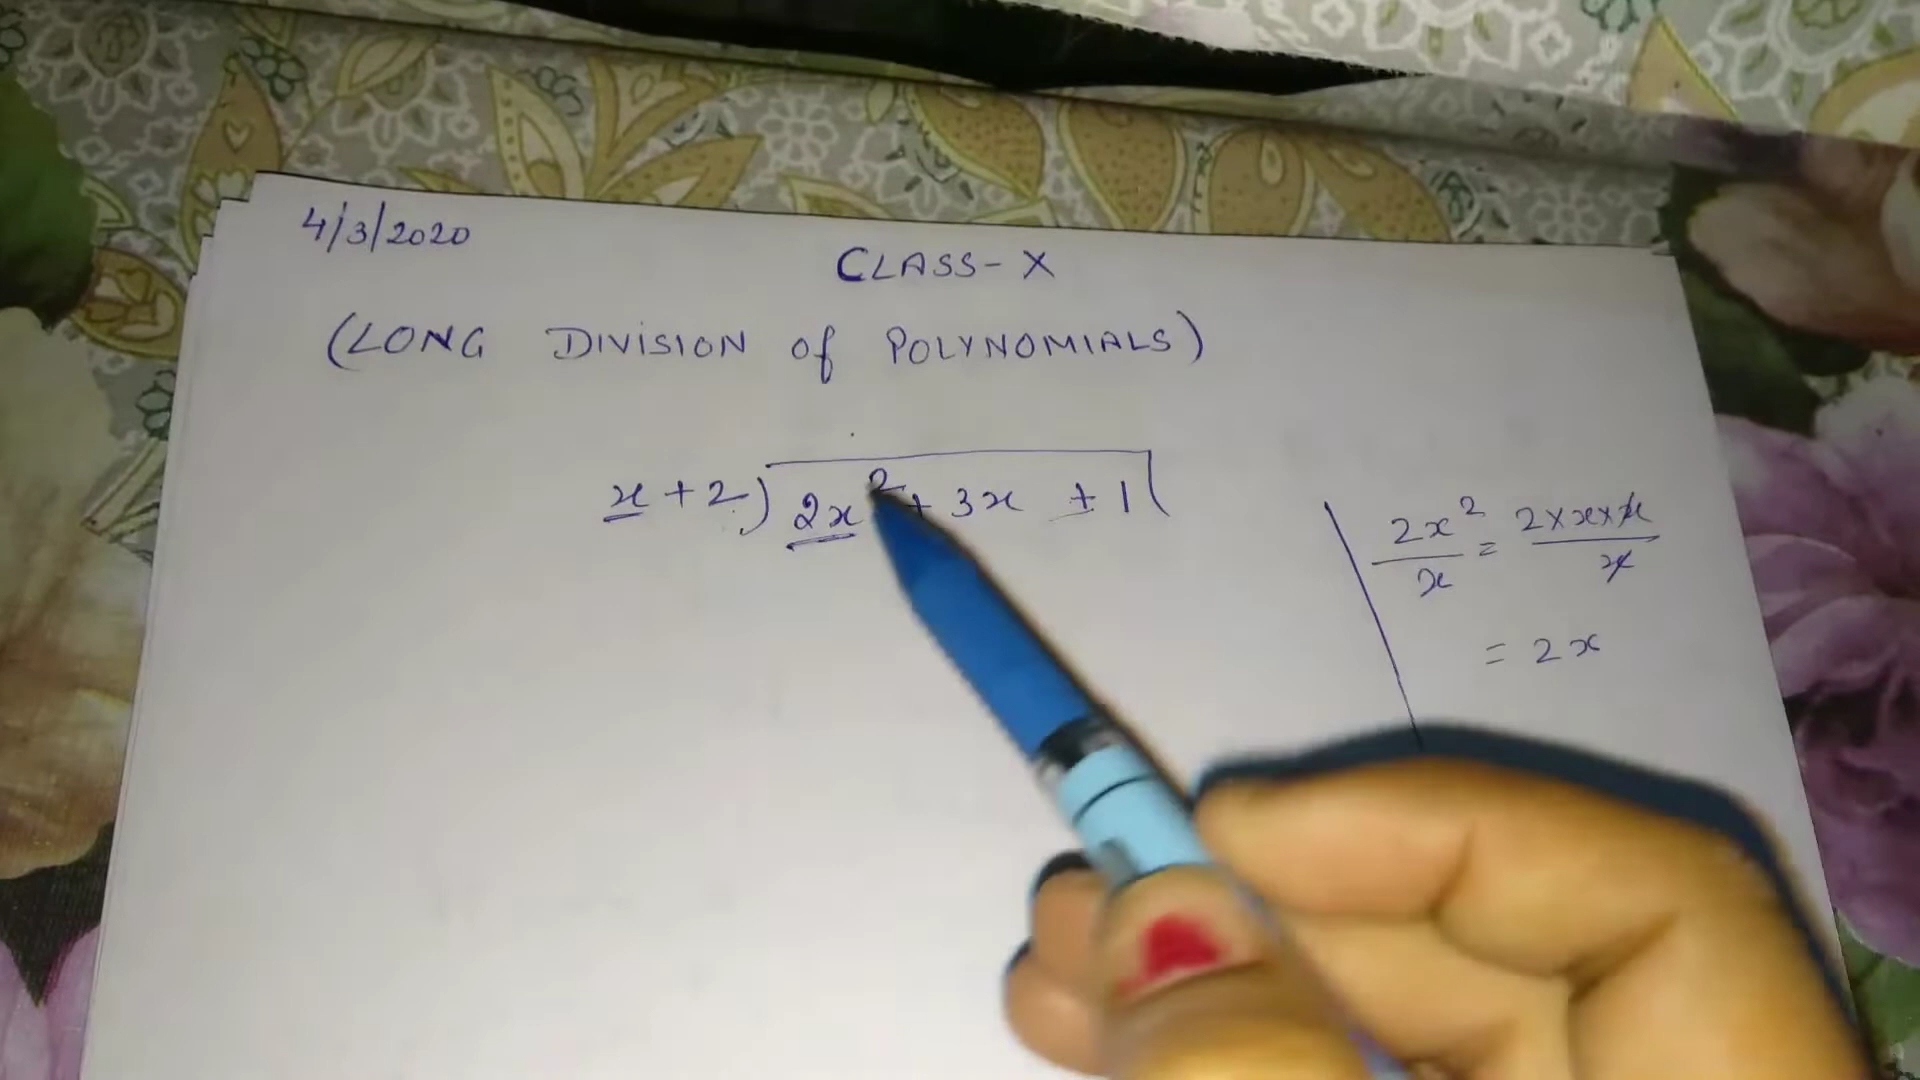 4/3/2020
CLASS-X
(LONG DIVISION of POLYNOMIALS)
x + 2) 2x² + 3x + 1(
2x²/x = 2×x×x/x
= 2x